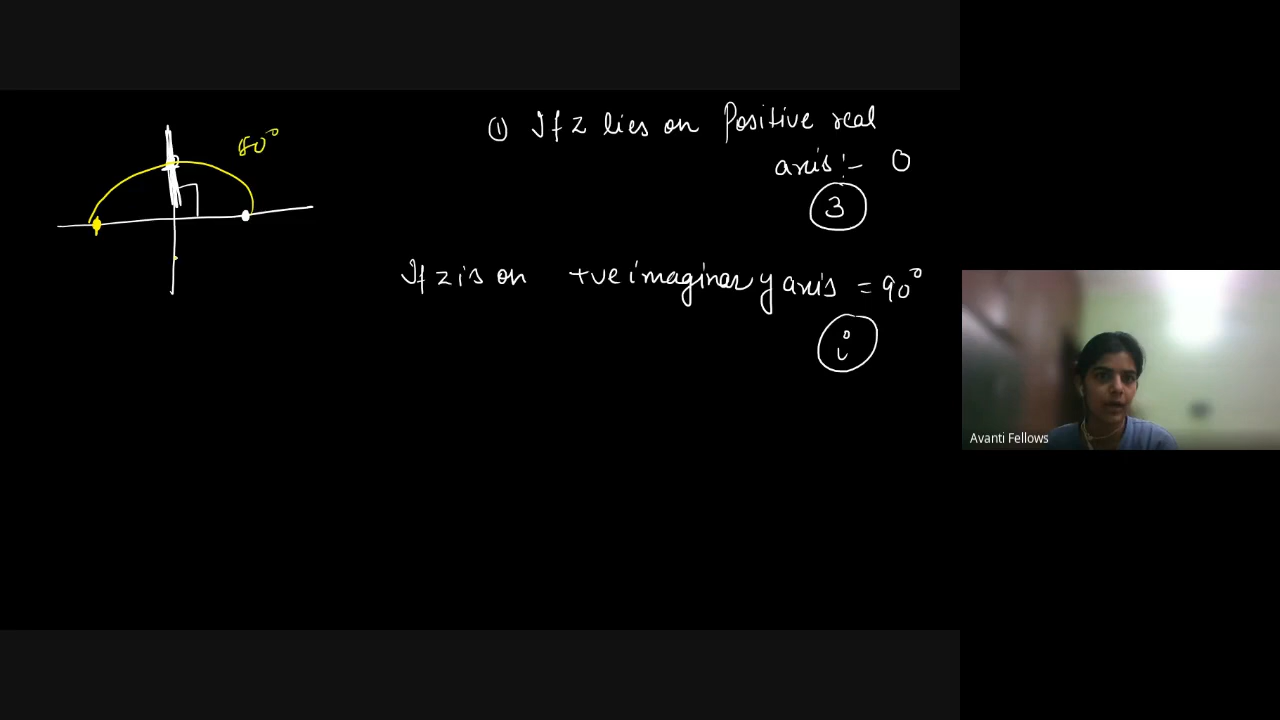 180°
① If z lies on Positive real
axis:- 0
3
If z is on +ve imaginary axis = 90°
i
Avanti Fellows